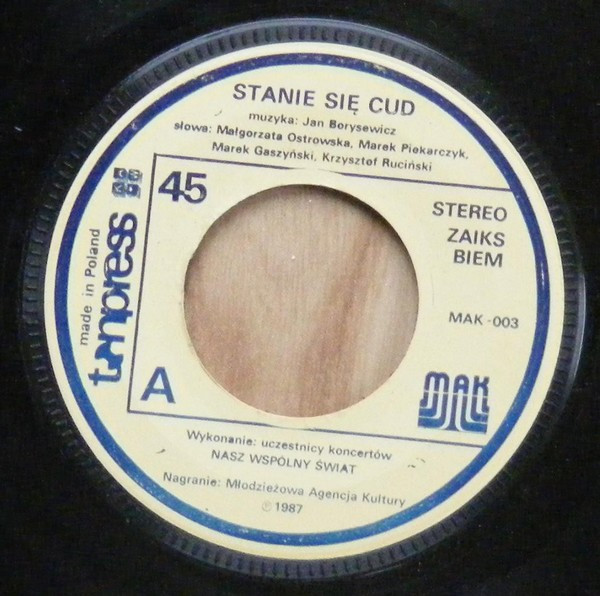 STANIE SIĘ CUD
muzyka: Jan Borysewicz
słowa: Małgorzata Ostrowska, Marek Piekarczyk,
Marek Gaszyński, Krzysztof Ruciński
45
STEREO
ZAIKS
BIEM
made in Poland
tonpress
MAK -003
A
MAK
Wykonanie: uczestnicy koncertów
NASZ WSPÓLNY ŚWIAT
Nagranie: Młodzieżowa Agencja Kultury
℗ 1987